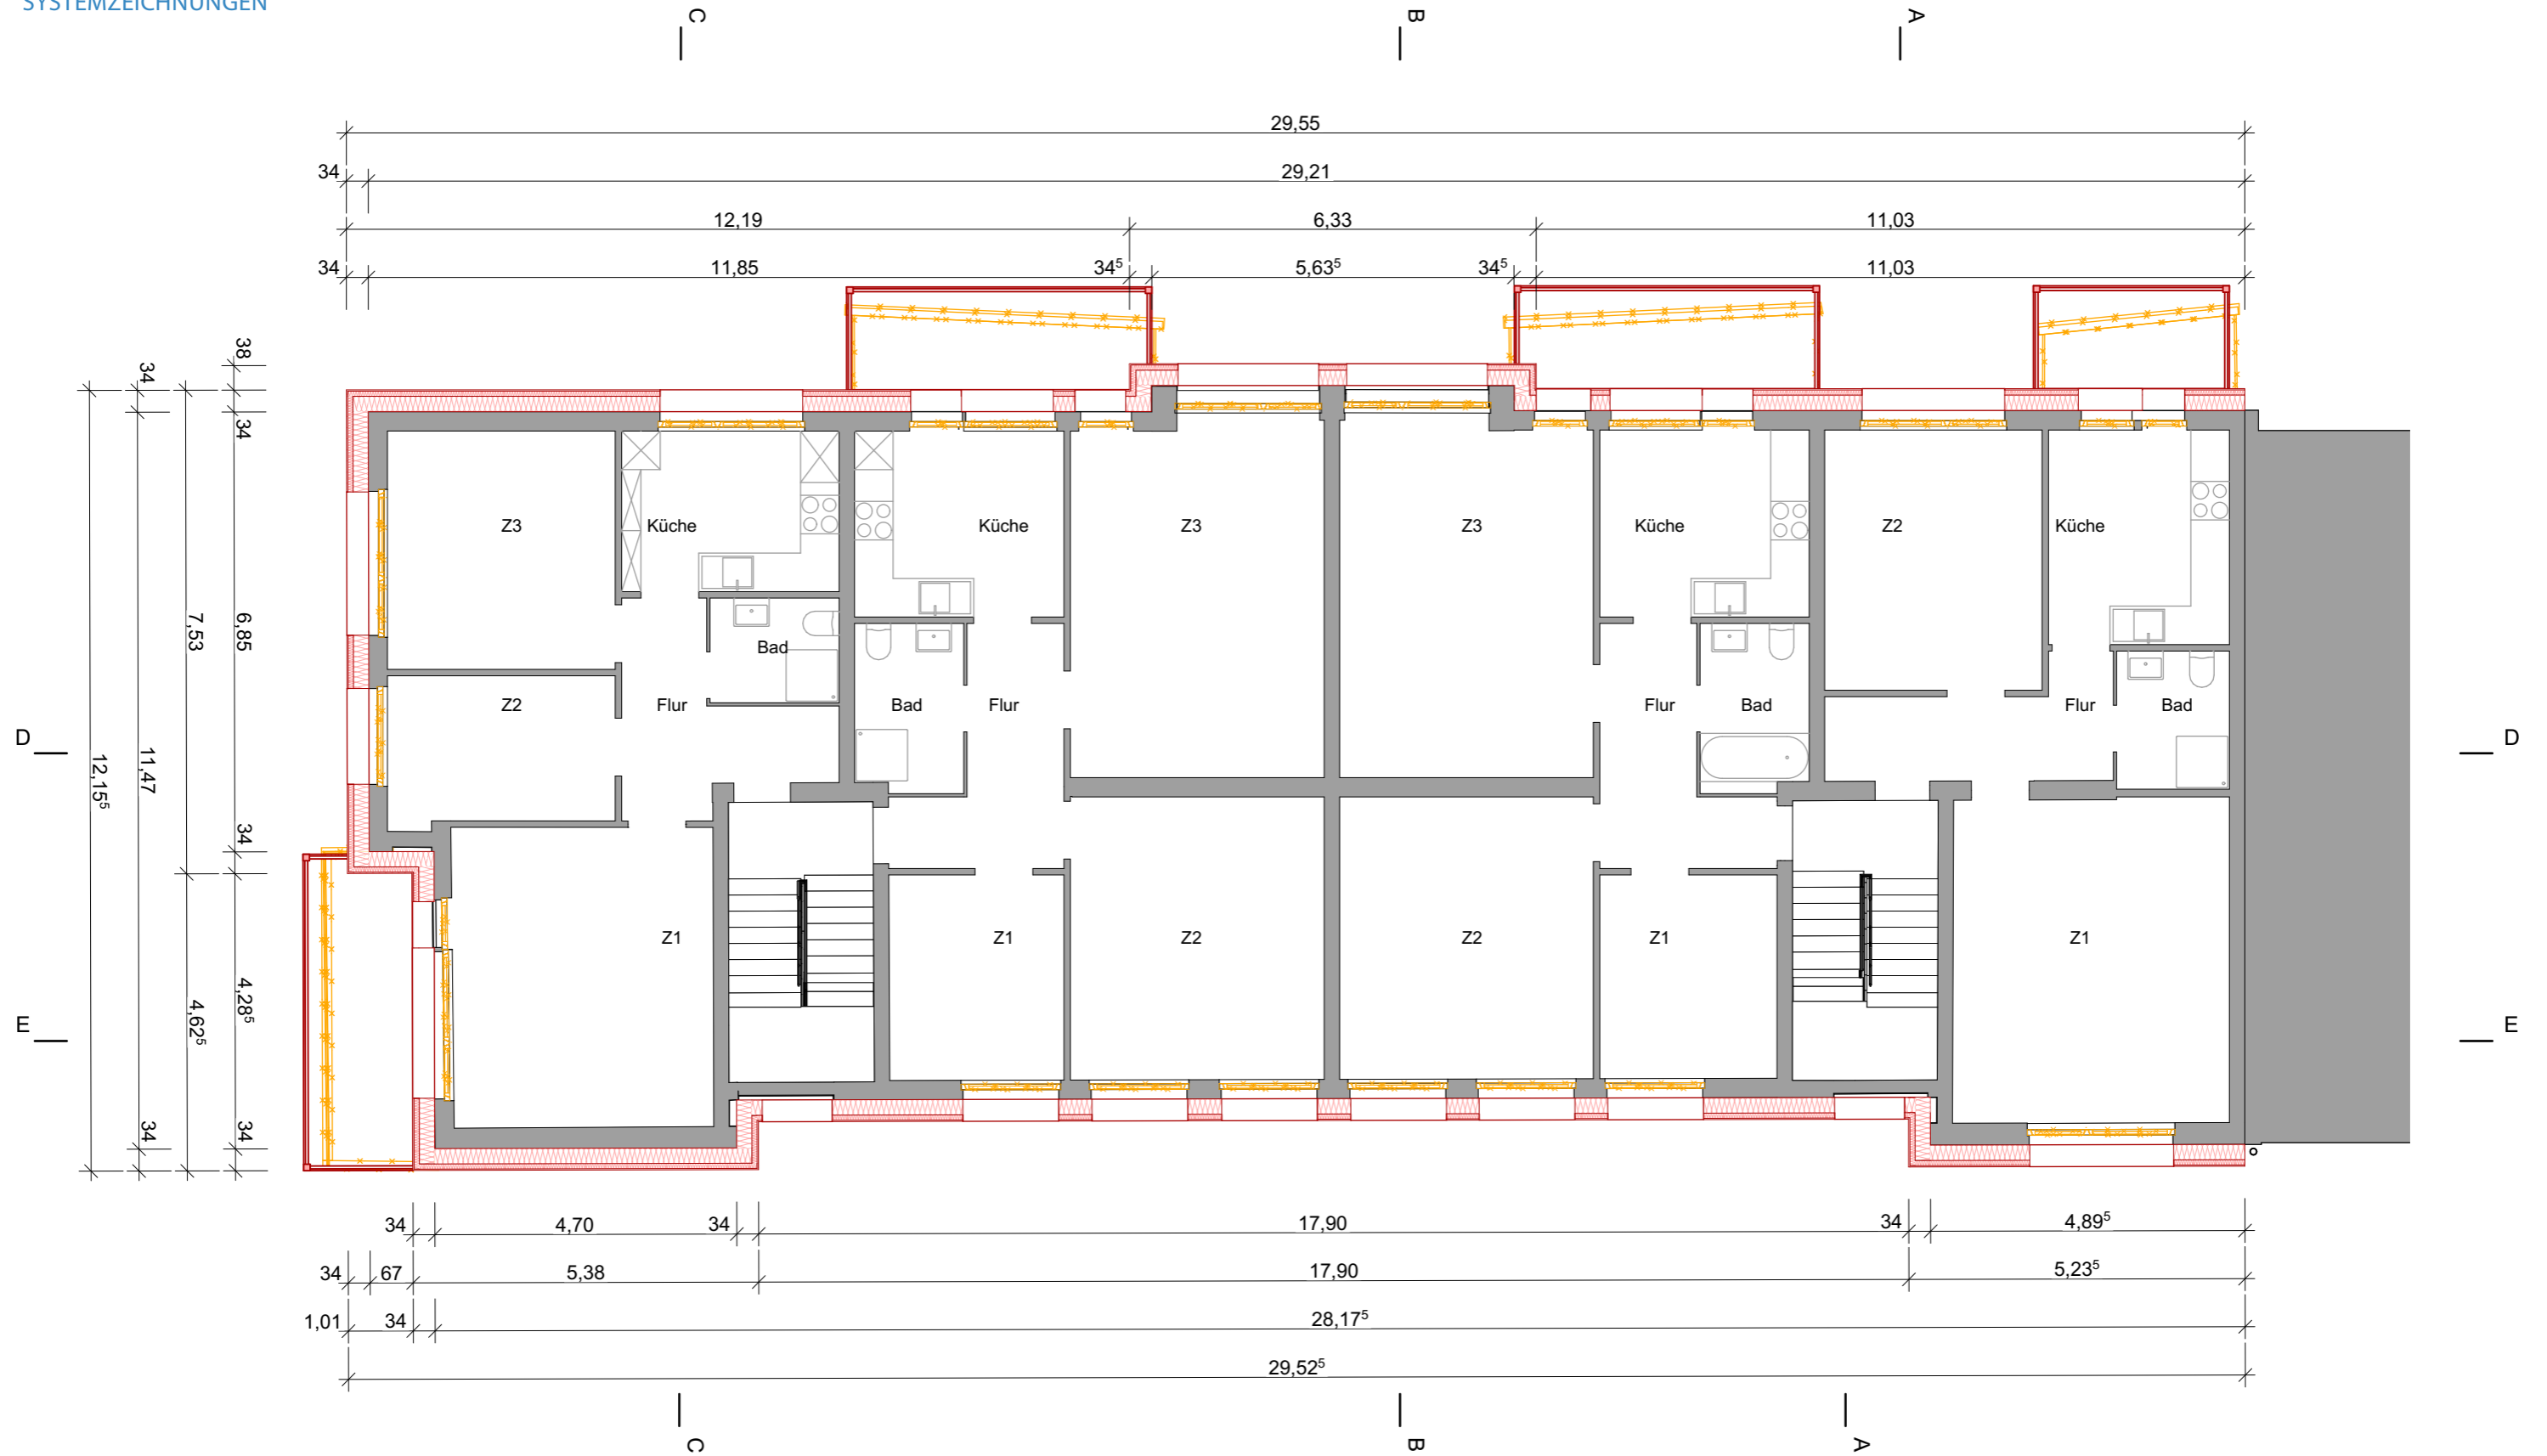 SYSTEMZEICHNUNGEN
C B A
29,55
34 29,21
12,19 6,33 11,03
34 11,85 34⁵ 5,63⁵ 34⁵ 11,03
38
34
34
Z3 Küche Küche Z3 Z3 Küche Z2 Küche
7,53 6,85
Bad
Z2 Flur Bad Flur Flur Bad Flur Bad
D D
12,15⁵ 11,47
34
Z1 Z1 Z2 Z2 Z1 Z1
4,62⁵ 4,28⁵
E E
34 34
34 4,70 34 17,90 34 4,89⁵
34 67 5,38 17,90 5,23⁵
1,01 34 28,17⁵
29,52⁵
C B A